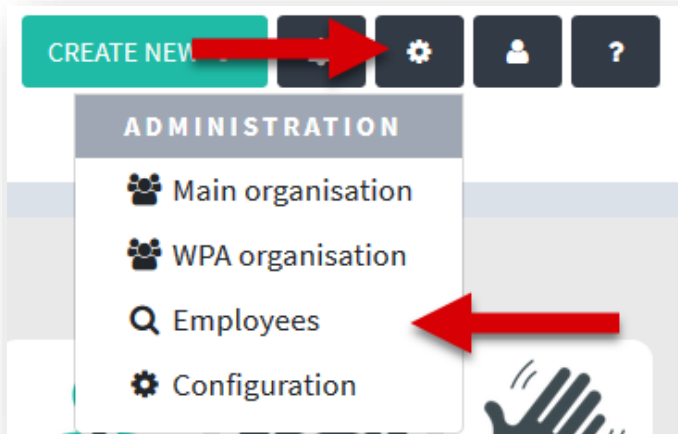 CREATE NEW
?
ADMINISTRATION
Main organisation
WPA organisation
Employees
Configuration